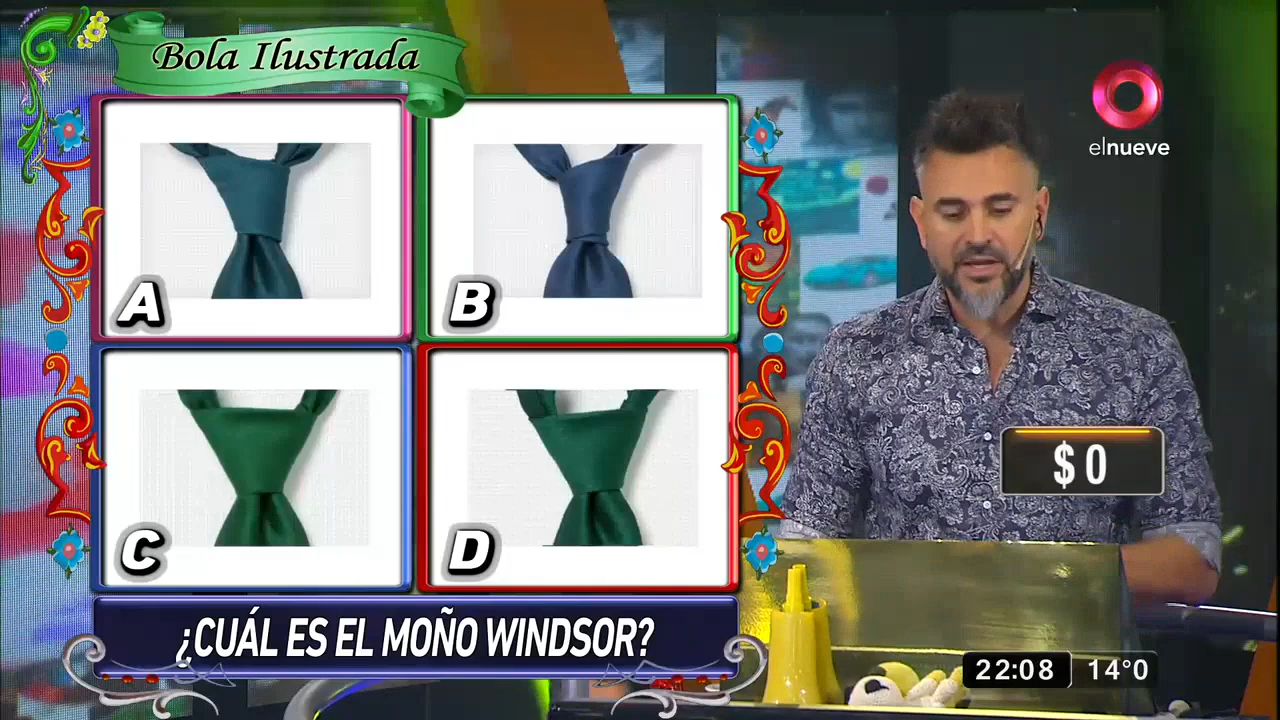 Bola Ilustrada
elnueve
A
B
$0
C
D
¿CUÁL ES EL MOÑO WINDSOR?
22:08
14°0